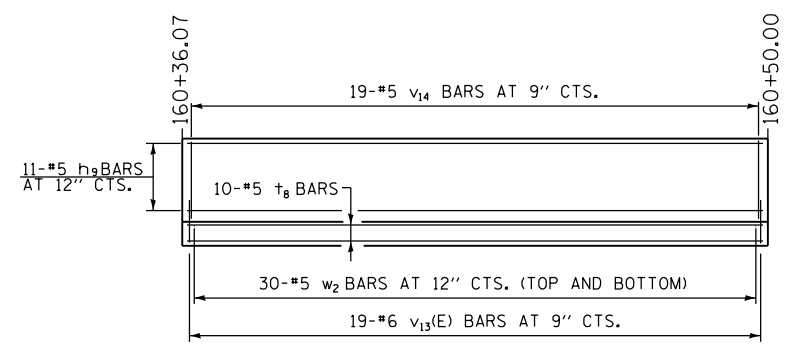 160+36.07
160+50.00
19-#5 v14 BARS AT 9" CTS.
11-#5 h9 BARS
AT 12" CTS.
10-#5 t8 BARS
30-#5 w2 BARS AT 12" CTS. (TOP AND BOTTOM)
19-#6 v13(E) BARS AT 9" CTS.